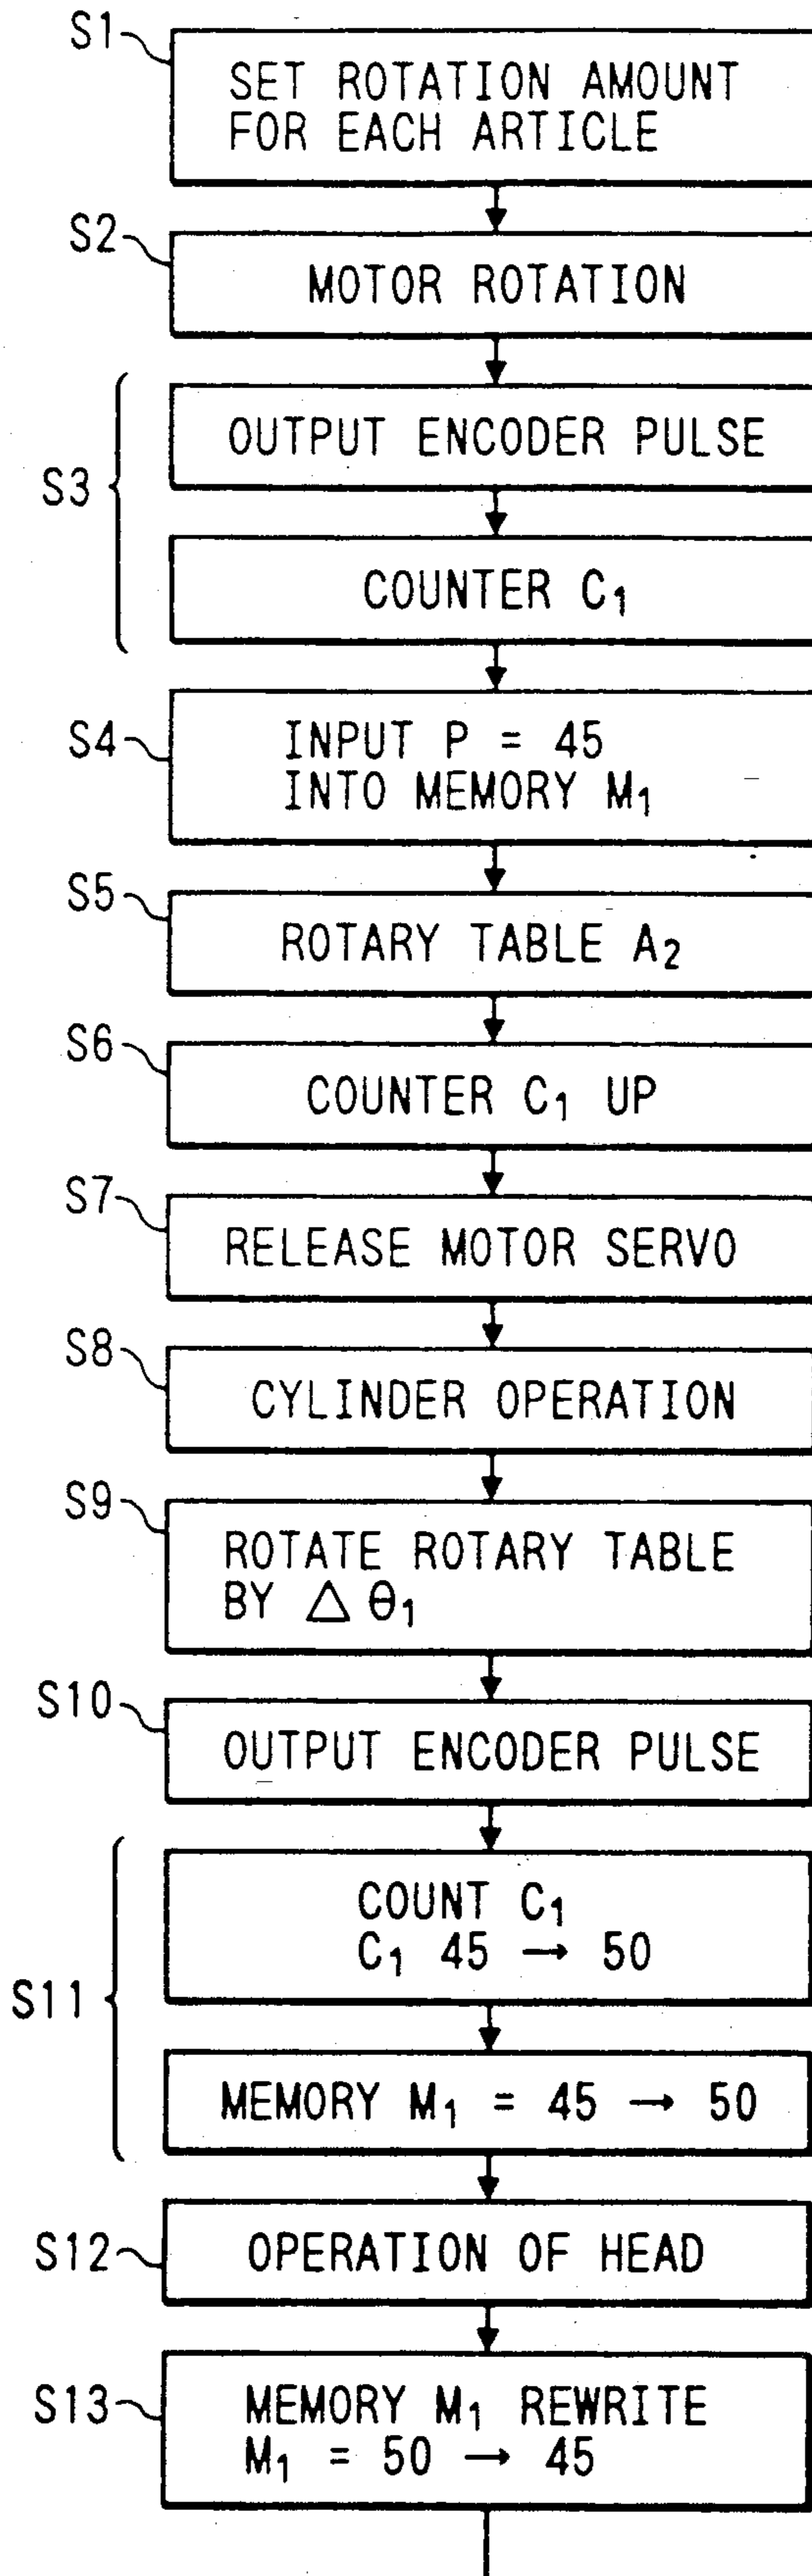 S1
SET ROTATION AMOUNT
FOR EACH ARTICLE
S2
MOTOR ROTATION
S3
OUTPUT ENCODER PULSE
COUNTER C₁
S4
INPUT P = 45
INTO MEMORY M₁
S5
ROTARY TABLE A₂
S6
COUNTER C₁ UP
S7
RELEASE MOTOR SERVO
S8
CYLINDER OPERATION
S9
ROTATE ROTARY TABLE
BY △ θ₁
S10
OUTPUT ENCODER PULSE
S11
COUNT C₁
C₁ 45 → 50
MEMORY M₁ = 45 → 50
S12
OPERATION OF HEAD
S13
MEMORY M₁ REWRITE
M₁ = 50 → 45